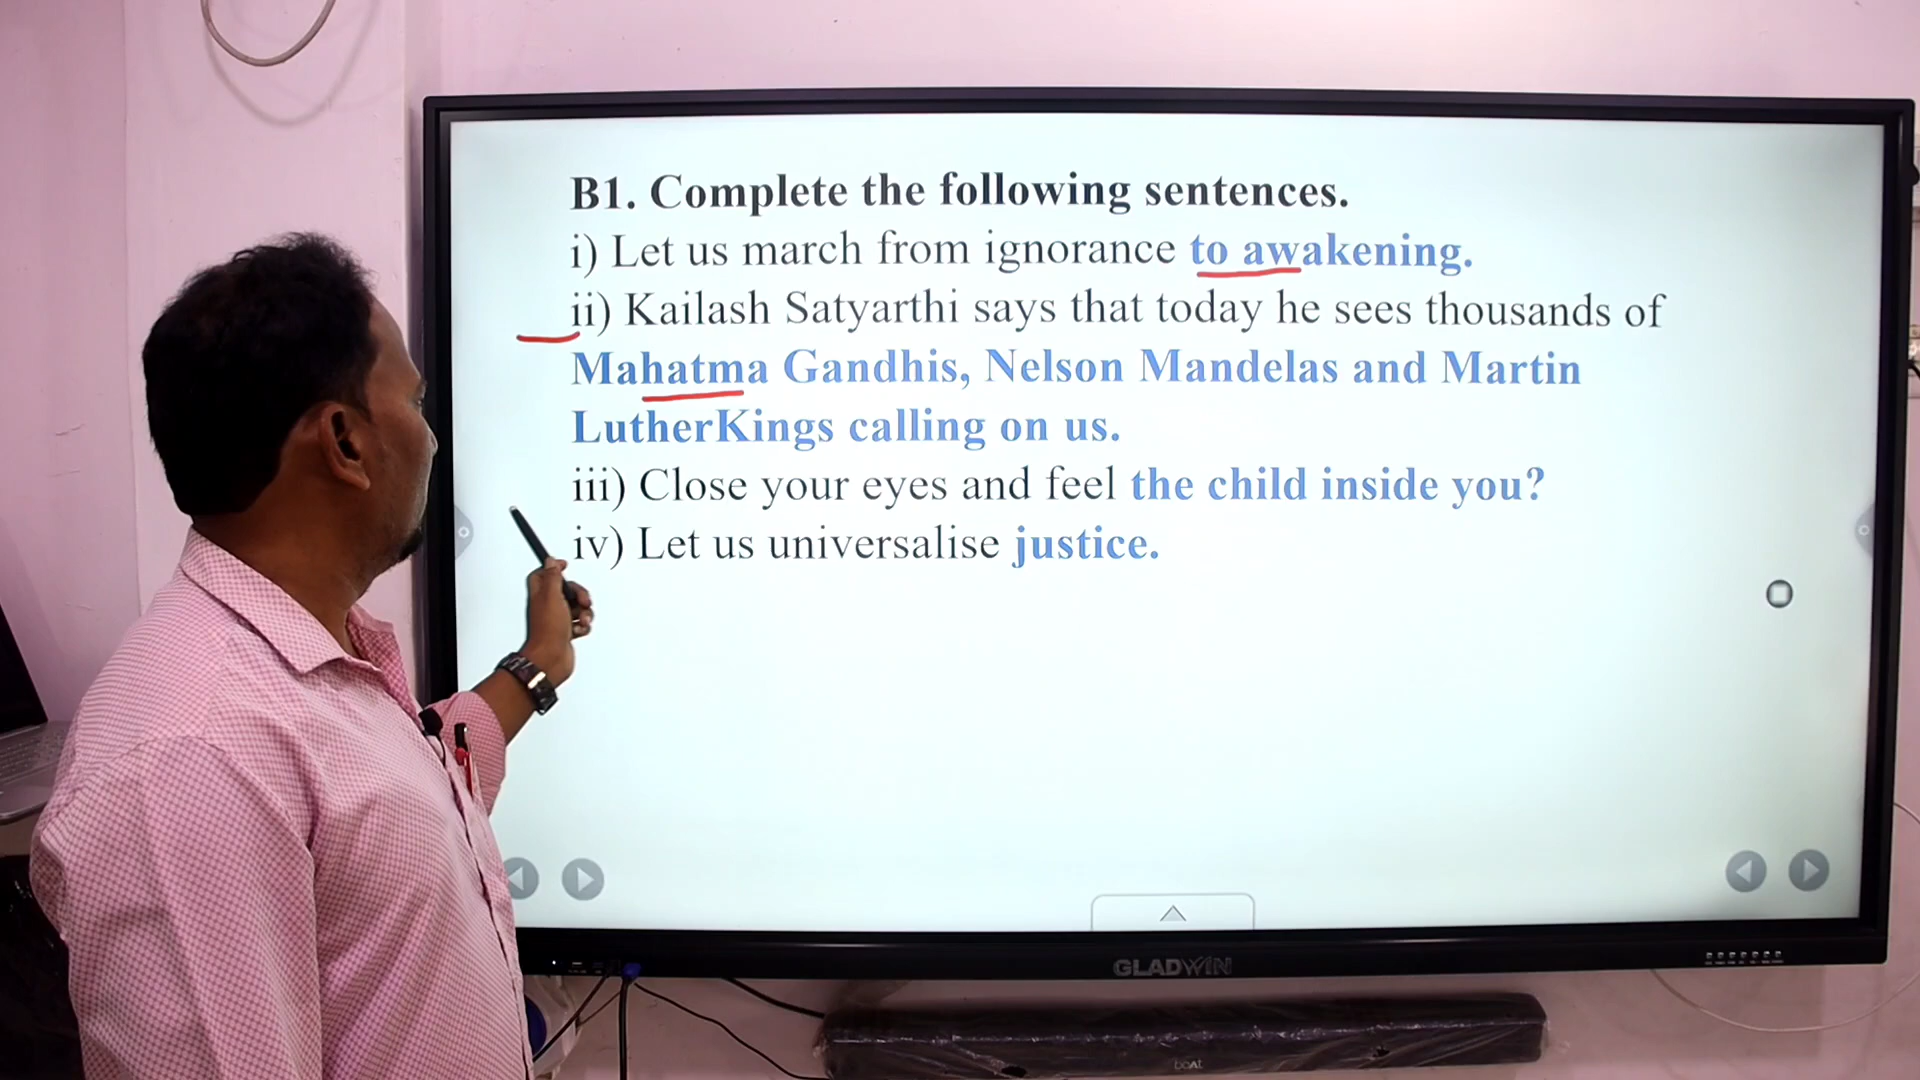 B1. Complete the following sentences.
i) Let us march from ignorance to awakening.
ii) Kailash Satyarthi says that today he sees thousands of
Mahatma Gandhis, Nelson Mandelas and Martin
LutherKings calling on us.
iii) Close your eyes and feel the child inside you?
iv) Let us universalise justice.
GLADWIN
boAt